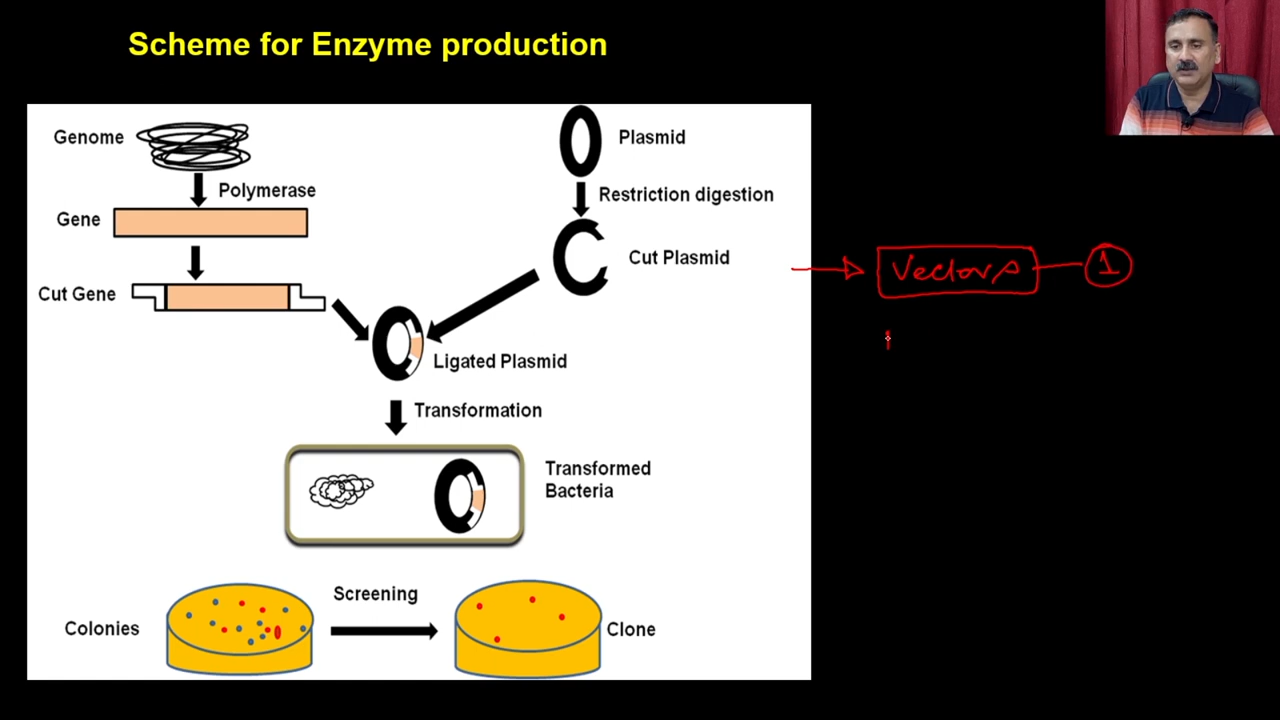 Scheme for Enzyme production
Genome
Polymerase
Gene
Cut Gene
Plasmid
Restriction digestion
Cut Plasmid
Ligated Plasmid
Transformation
Transformed
Bacteria
Colonies
Screening
Clone
Vectors
1